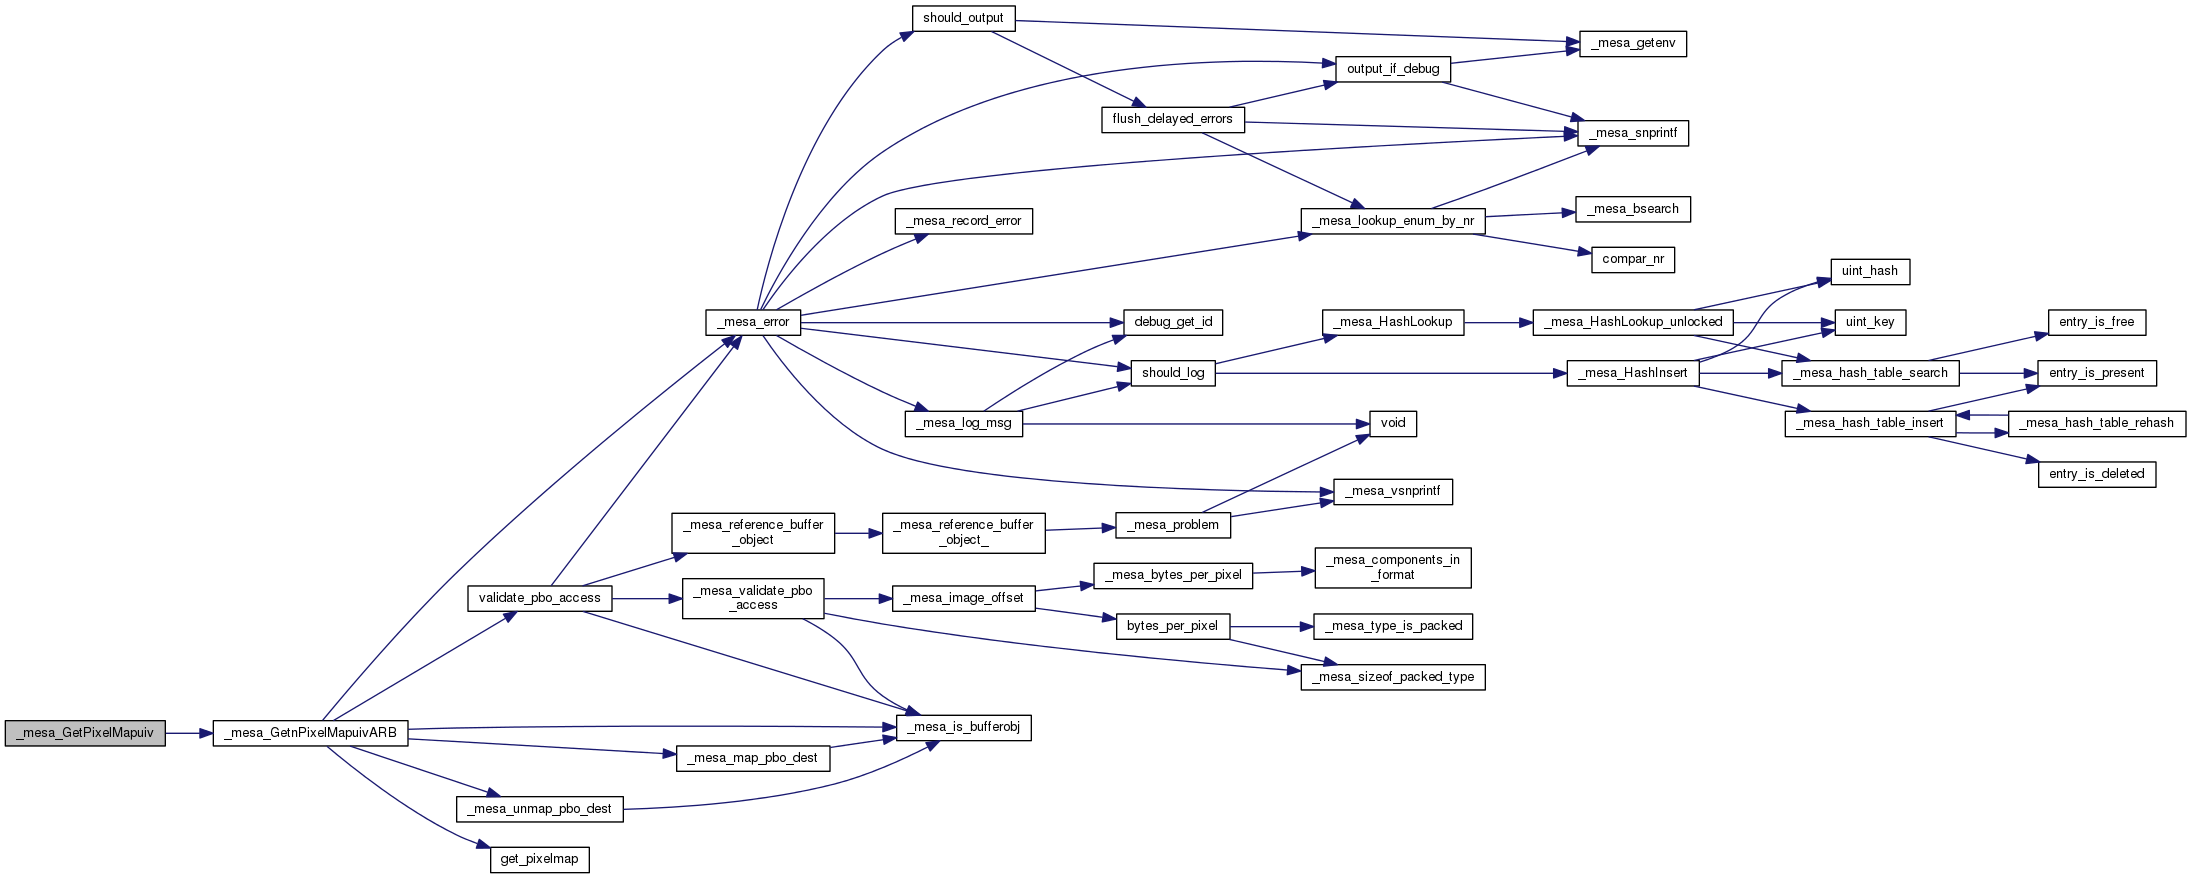 should_output
_mesa_getenv
output_if_debug
flush_delayed_errors
_mesa_snprintf
_mesa_record_error
_mesa_lookup_enum_by_nr
_mesa_bsearch
compar_nr
uint_hash
_mesa_error
debug_get_id
_mesa_HashLookup
_mesa_HashLookup_unlocked
uint_key
entry_is_free
should_log
_mesa_HashInsert
_mesa_hash_table_search
entry_is_present
_mesa_log_msg
void
_mesa_hash_table_insert
_mesa_hash_table_rehash
entry_is_deleted
_mesa_vsnprintf
_mesa_reference_buffer
_object
_mesa_reference_buffer
_object_
_mesa_problem
_mesa_components_in
_format
_mesa_bytes_per_pixel
validate_pbo_access
_mesa_validate_pbo
_access
_mesa_image_offset
bytes_per_pixel
_mesa_type_is_packed
_mesa_sizeof_packed_type
_mesa_GetPixelMapuiv
_mesa_GetnPixelMapuivARB
_mesa_is_bufferobj
_mesa_map_pbo_dest
_mesa_unmap_pbo_dest
get_pixelmap